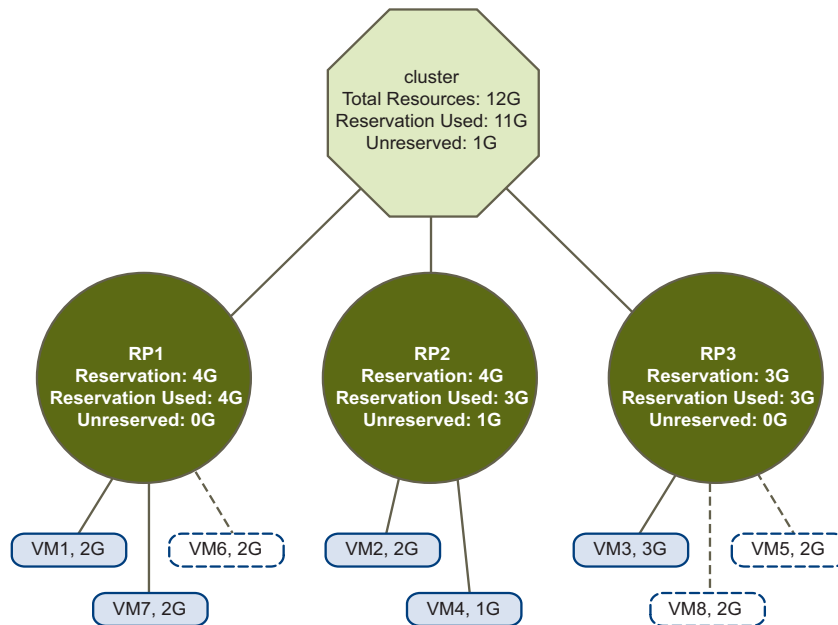 cluster
Total Resources: 12G
Reservation Used: 11G
Unreserved: 1G
RP1
Reservation: 4G
Reservation Used: 4G
Unreserved: 0G
RP2
Reservation: 4G
Reservation Used: 3G
Unreserved: 1G
RP3
Reservation: 3G
Reservation Used: 3G
Unreserved: 0G
VM1, 2G
VM6, 2G
VM2, 2G
VM3, 3G
VM5, 2G
VM7, 2G
VM4, 1G
VM8, 2G